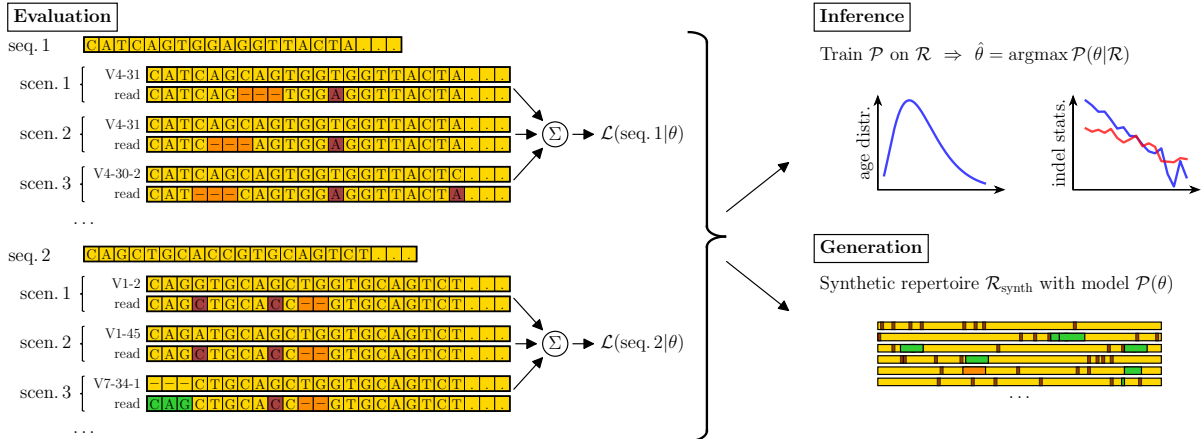 Evaluation
seq. 1 CATCAGTGGAGGTTACTA...
scen. 1
V4-31 CATCAGCAGTGGTGGTTACTA...
read CATCAG−−−TGGAGGTTACTA...
scen. 2
V4-31 CATCAGCAGTGGTGGTTACTA...
read CATC−−−AGTGGAGGTTACTA...
scen. 3
V4-30-2 CATCAGCAGTGGTGGTTACTC...
read CAT−−−CAGTGGAGGTTACTA...
...
Σ
ℒ(seq. 1|θ)
seq. 2 CAGCTGCACCGTGCAGTCT...
scen. 1
V1-2 CAGGTGCAGCTGGTGCAGTCT...
read CAGCTGCACC−−GTGCAGTCT...
scen. 2
V1-45 CAGATGCAGCTGGTGCAGTCT...
read CAGCTGCACC−−GTGCAGTCT...
scen. 3
V7-34-1 −−−CTGCAGCTGGTGCAGTCT...
read CAGCTGCACC−−GTGCAGTCT...
...
Σ
ℒ(seq. 2|θ)
Inference
Train 𝒫 on ℛ ⇒ θ̂ = argmax 𝒫(θ|ℛ)
age distr.
indel stats.
Generation
Synthetic repertoire ℛ_synth with model 𝒫(θ)
...